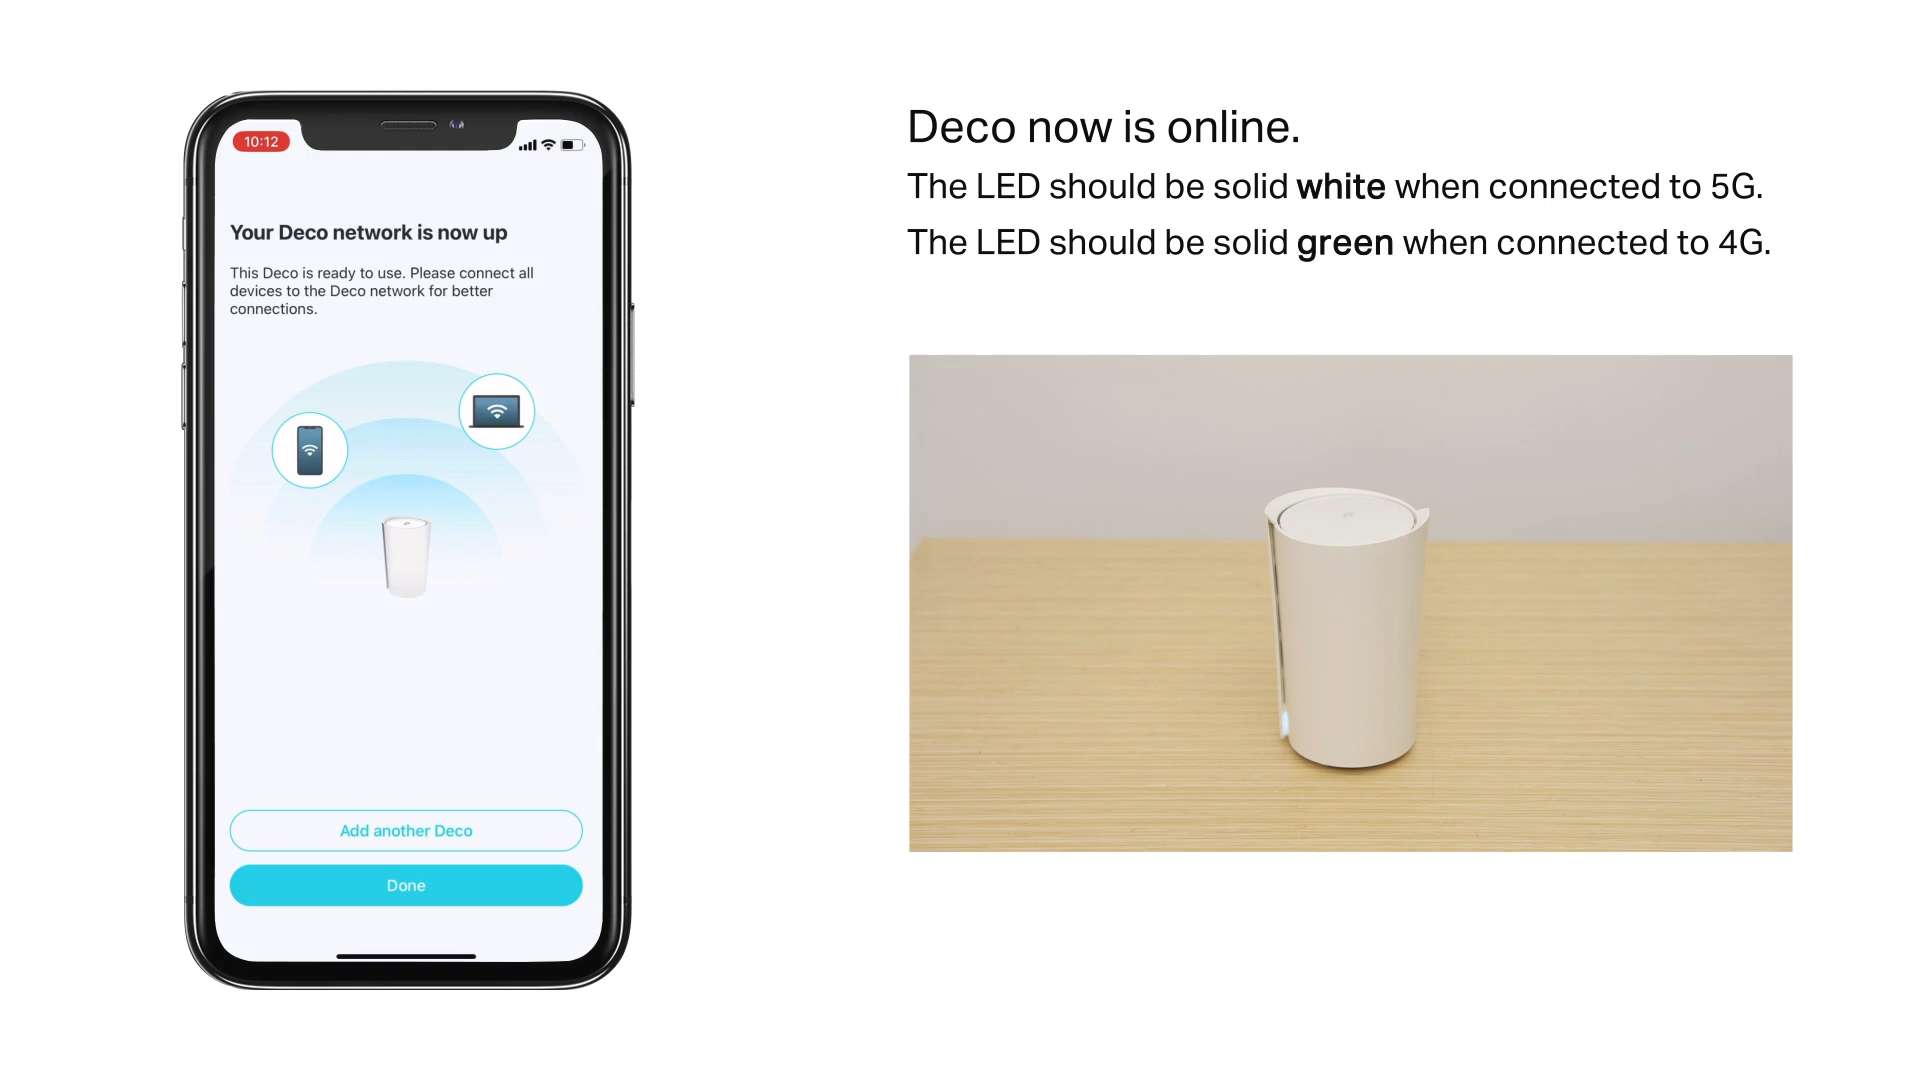 10:12
Your Deco network is now up
This Deco is ready to use. Please connect all
devices to the Deco network for better
connections.
Add another Deco
Done
Deco now is online.
The LED should be solid white when connected to 5G.
The LED should be solid green when connected to 4G.